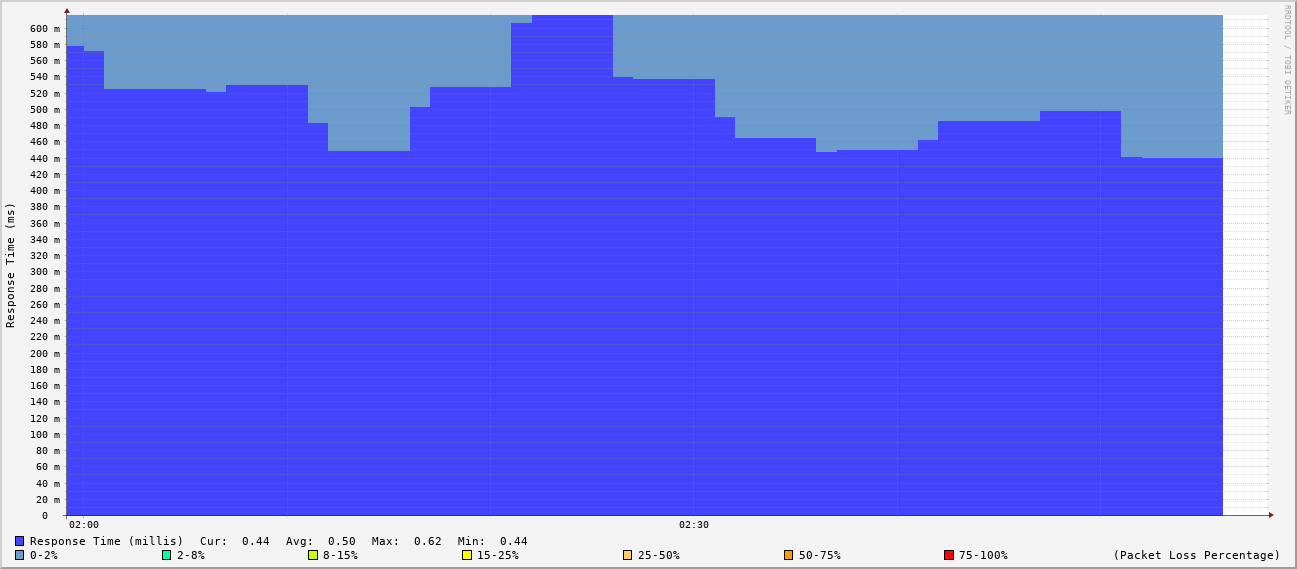 RRDTOOL / TOBI OETIKER
Response Time (ms)
600 m
580 m
560 m
540 m
520 m
500 m
480 m
460 m
440 m
420 m
400 m
380 m
360 m
340 m
320 m
300 m
280 m
260 m
240 m
220 m
200 m
180 m
160 m
140 m
120 m
100 m
80 m
60 m
40 m
20 m
0
02:00 02:30
Response Time (millis) Cur: 0.44 Avg: 0.50 Max: 0.62 Min: 0.44
0-2% 2-8% 8-15% 15-25% 25-50% 50-75% 75-100% (Packet Loss Percentage)